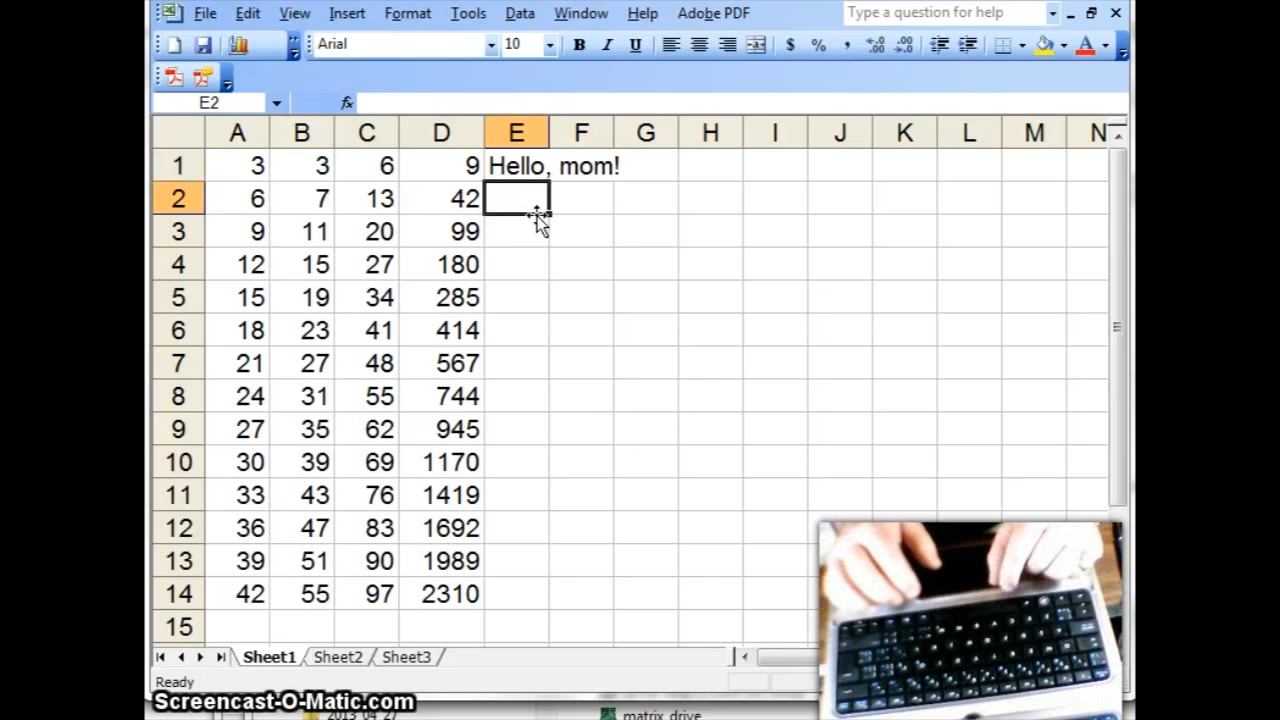 File Edit View Insert Format Tools Data Window Help Adobe PDF Type a question for help
Arial 10 B I U $ % ,
E2 fx
A B C D E F G H I J K L M N
1 3 3 6 9 Hello, mom!
2 6 7 13 42
3 9 11 20 99
4 12 15 27 180
5 15 19 34 285
6 18 23 41 414
7 21 27 48 567
8 24 31 55 744
9 27 35 62 945
10 30 39 69 1170
11 33 43 76 1419
12 36 47 83 1692
13 39 51 90 1989
14 42 55 97 2310
15
Sheet1 Sheet2 Sheet3
Ready
Screencast-O-Matic.com
2013_04_27 matrix_drive